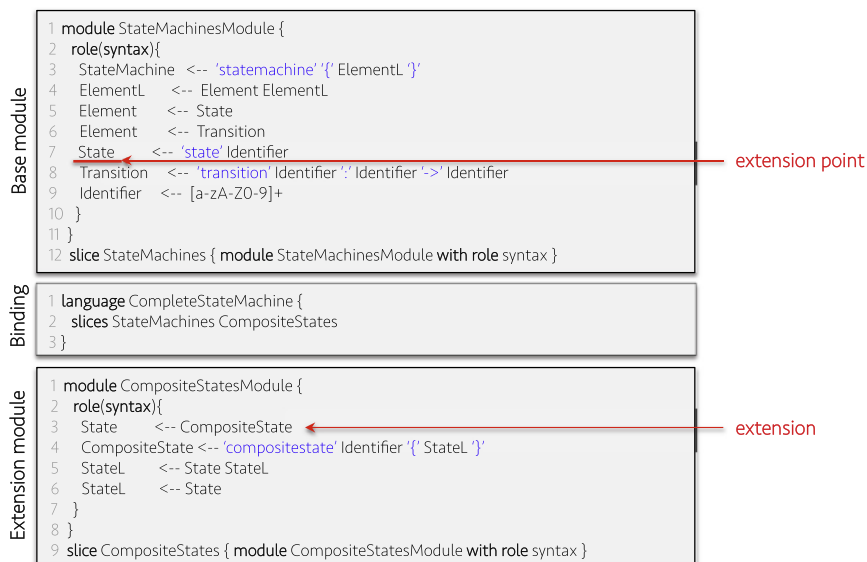 Base module
1 module StateMachinesModule {
2 role(syntax){
3 StateMachine <-- 'statemachine' '{' ElementL '}'
4 ElementL <-- Element ElementL
5 Element <-- State
6 Element <-- Transition
7 State <-- 'state' Identifier
extension point
8 Transition <-- 'transition' Identifier ':' Identifier '->' Identifier
9 Identifier <-- [a-zA-Z0-9]+
10 }
11 }
12 slice StateMachines { module StateMachinesModule with role syntax }
Binding
1 language CompleteStateMachine {
2 slices StateMachines CompositeStates
3 }
Extension module
1 module CompositeStatesModule {
2 role(syntax){
3 State <-- CompositeState
extension
4 CompositeState <-- 'compositestate' Identifier '{' StateL '}'
5 StateL <-- State StateL
6 StateL <-- State
7 }
8 }
9 slice CompositeStates { module CompositeStatesModule with role syntax }